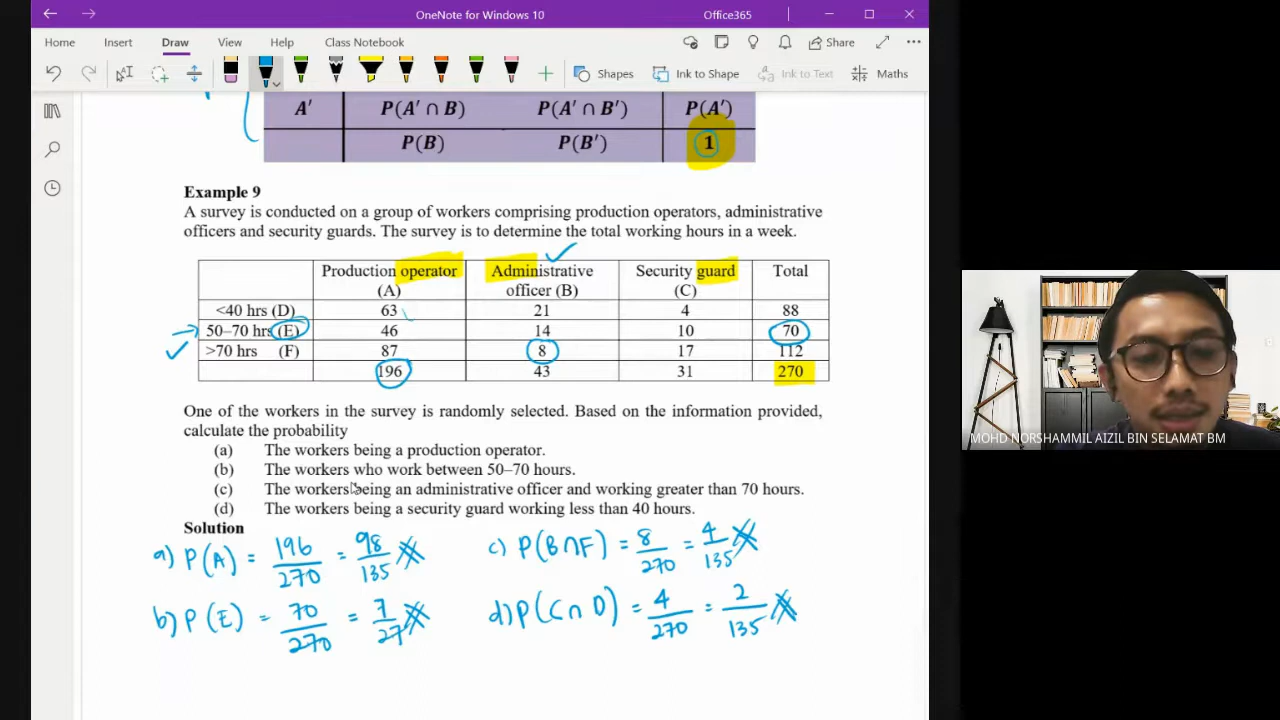 OneNote for Windows 10
Office365
Home Insert Draw View Help Class Notebook
Share
Shapes Ink to Shape Ink to Text Maths
A′ P(A′ ∩ B) P(A′ ∩ B′) P(A′)
P(B) P(B′) 1
Example 9
A survey is conducted on a group of workers comprising production operators, administrative
officers and security guards. The survey is to determine the total working hours in a week.
Production operator (A) Administrative officer (B) Security guard (C) Total
<40 hrs (D) 63 21 4 88
50–70 hrs (E) 46 14 10 70
>70 hrs (F) 87 8 17 112
196 43 31 270
One of the workers in the survey is randomly selected. Based on the information provided,
calculate the probability
(a) The workers being a production operator.
(b) The workers who work between 50–70 hours.
(c) The workers being an administrative officer and working greater than 70 hours.
(d) The workers being a security guard working less than 40 hours.
Solution
a) P(A) = 196/270 = 98/135
b) P(E) = 70/270 = 7/27
c) P(B∩F) = 8/270 = 4/135
d) P(C∩D) = 4/270 = 2/135
MOHD NORSHAMMIL AIZIL BIN SELAMAT BM